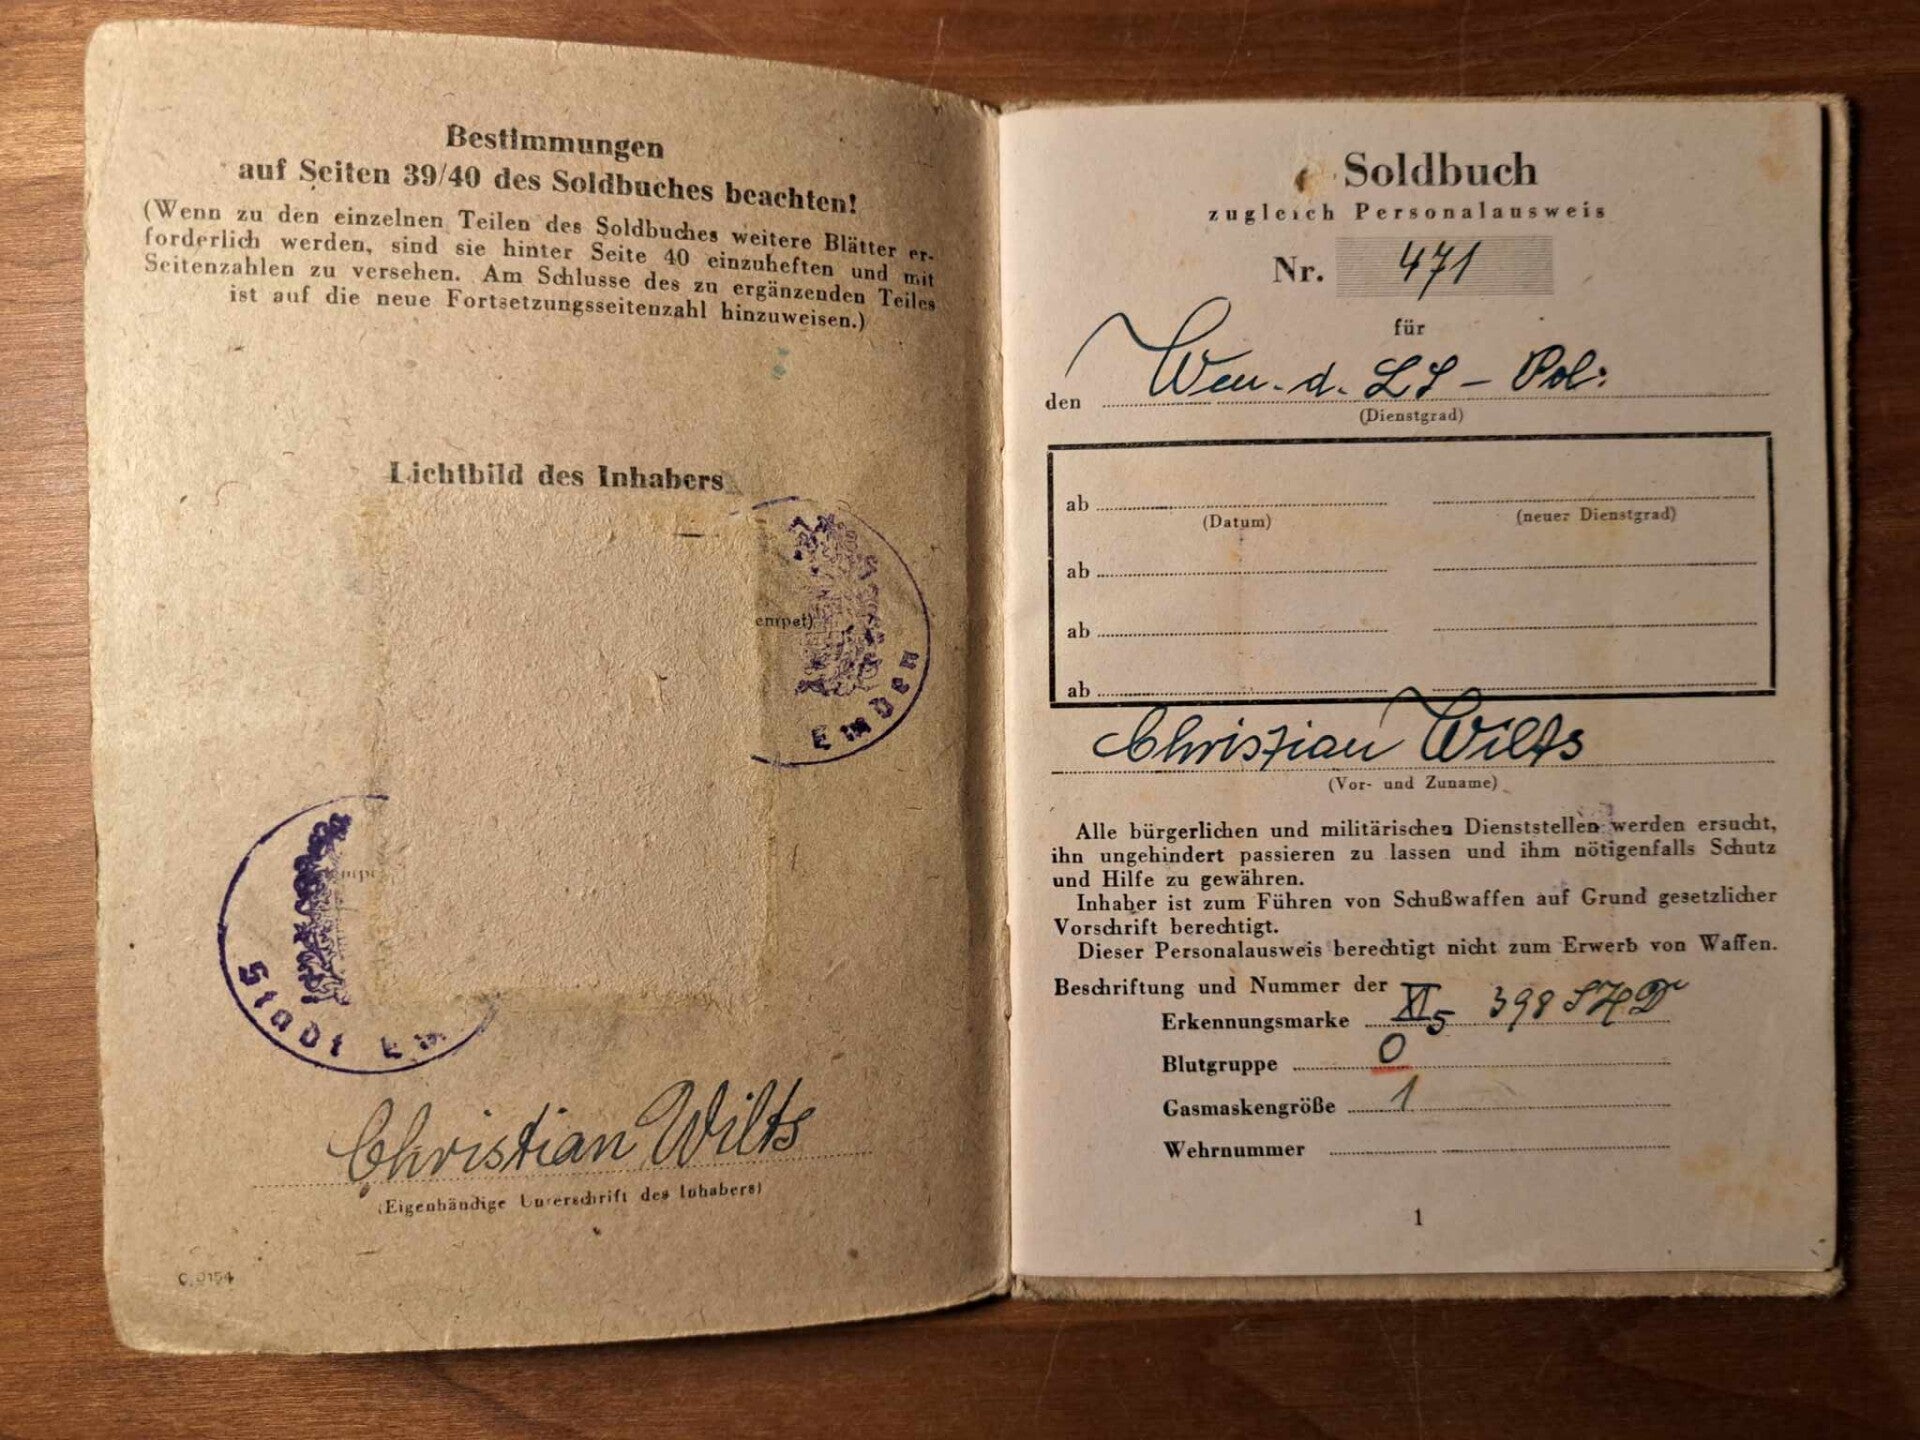 Bestimmungen
auf Seiten 39/40 des Soldbuches beachten!
(Wenn zu den einzelnen Teilen des Soldbuches weitere Blätter er-
forderlich werden, sind sie hinter Seite 40 einzuheften und mit
Seitenzahlen zu versehen. Am Schlusse des zu ergänzenden Teiles
ist auf die neue Fortsetzungsseitenzahl hinzuweisen.)
Lichtbild des Inhabers
empel)
EMDEN
Stadt EM
Christian Wilts
(Eigenhändige Unterschrift des Inhabers)
Soldbuch
zugleich Personalausweis
Nr. 471
für
den Wm. d. LS - Pol.
(Dienstgrad)
ab
(Datum) (neuer Dienstgrad)
ab
ab
ab
Christian Wilts
(Vor- und Zuname)
Alle bürgerlichen und militärischen Dienststellen werden ersucht,
ihn ungehindert passieren zu lassen und ihm nötigenfalls Schutz
und Hilfe zu gewähren.
Inhaber ist zum Führen von Schußwaffen auf Grund gesetzlicher
Vorschrift berechtigt.
Dieser Personalausweis berechtigt nicht zum Erwerb von Waffen.
Beschriftung und Nummer der
Erkennungsmarke XI 5 398 SHD
Blutgruppe 0
Gasmaskengröße 1
Wehrnummer
1